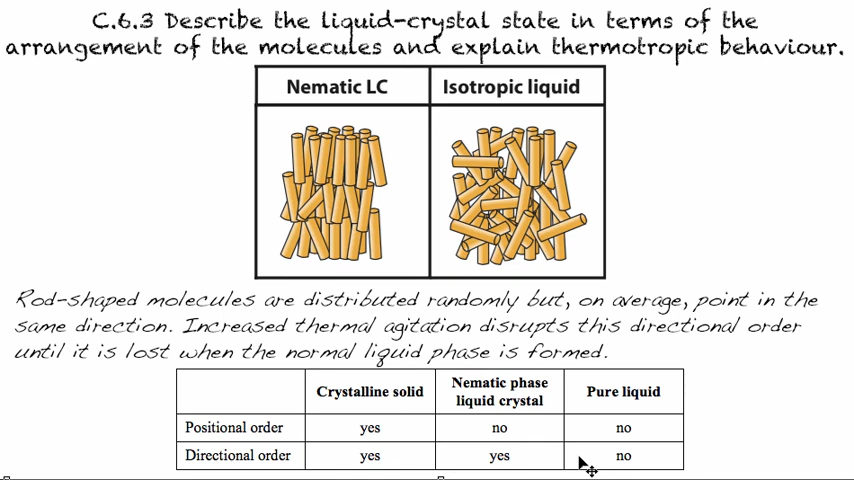 C.6.3 Describe the liquid-crystal state in terms of the
arrangement of the molecules and explain thermotropic behaviour.
Nematic LC Isotropic liquid
Rod-shaped molecules are distributed randomly but, on average, point in the
same direction. Increased thermal agitation disrupts this directional order
until it is lost when the normal liquid phase is formed.
Crystalline solid Nematic phase liquid crystal Pure liquid
Positional order yes no no
Directional order yes yes no